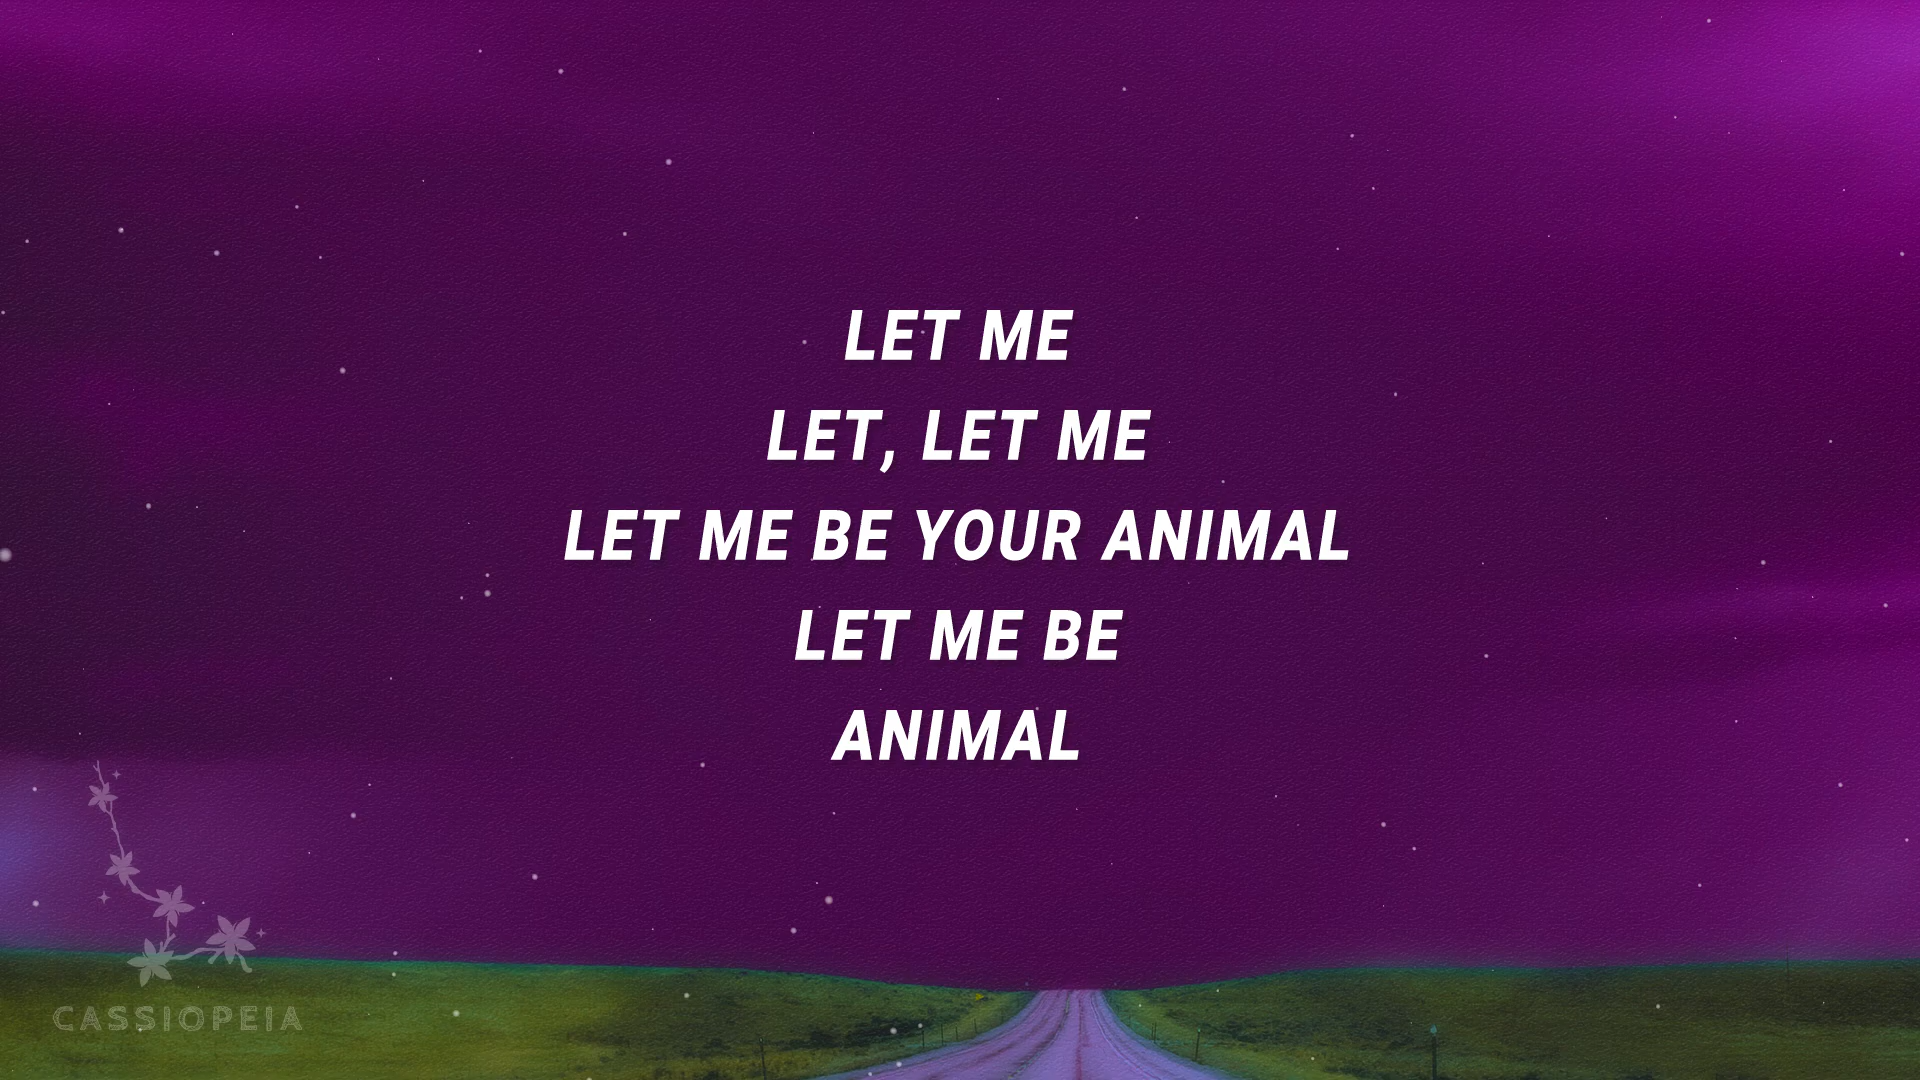 LET ME
LET, LET ME
LET ME BE YOUR ANIMAL
LET ME BE
ANIMAL
CASSIOPEIA